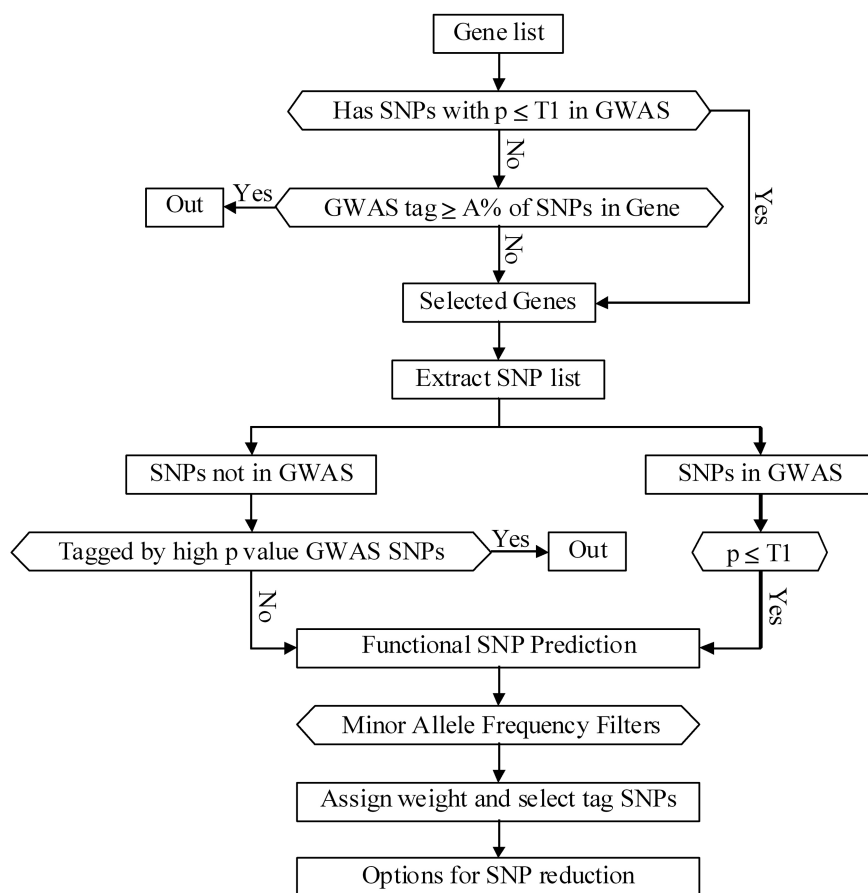 Gene list
Has SNPs with p ≤ T1 in GWAS
No
Yes
Out
Yes
GWAS tag ≥ A% of SNPs in Gene
No
Selected Genes
Extract SNP list
SNPs not in GWAS
SNPs in GWAS
Tagged by high p value GWAS SNPs
Yes
Out
p ≤ T1
No
Yes
Functional SNP Prediction
Minor Allele Frequency Filters
Assign weight and select tag SNPs
Options for SNP reduction